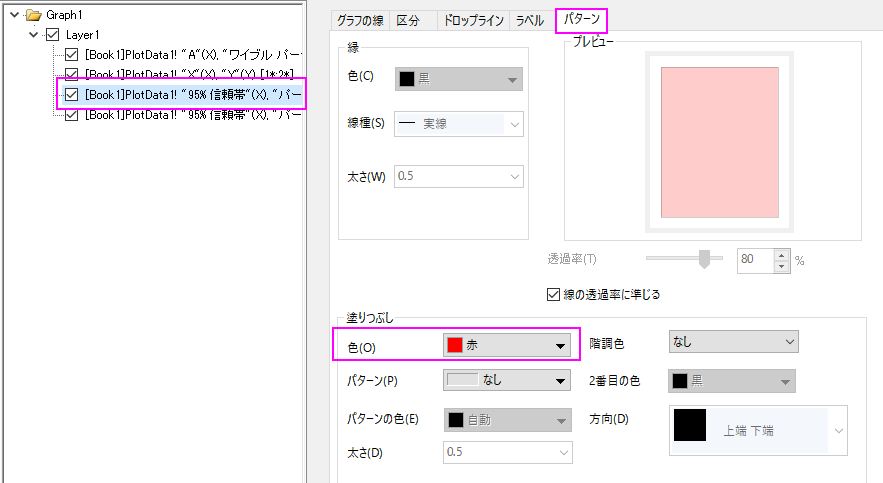 Graph1
Layer1
[Book1]PlotData1! "A"(X), "ワイブル パー
[Book1]PlotData1! "X"(X), "Y"(Y) [1*:2*]
[Book1]PlotData1! "95% 信頼帯"(X), "パー
[Book1]PlotData1! "95% 信頼帯"(X), "パー
グラフの線 区分 ドロップライン ラベル パターン
縁
色(C) 黒
線種(S) 実線
太さ(W) 0.5
プレビュー
透過率(T) 80 %
線の透過率に準じる
塗りつぶし
色(O) 赤
階調色 なし
パターン(P) なし
2番目の色 黒
パターンの色(E) 自動
方向(D) 上端 下端
太さ(D) 0.5